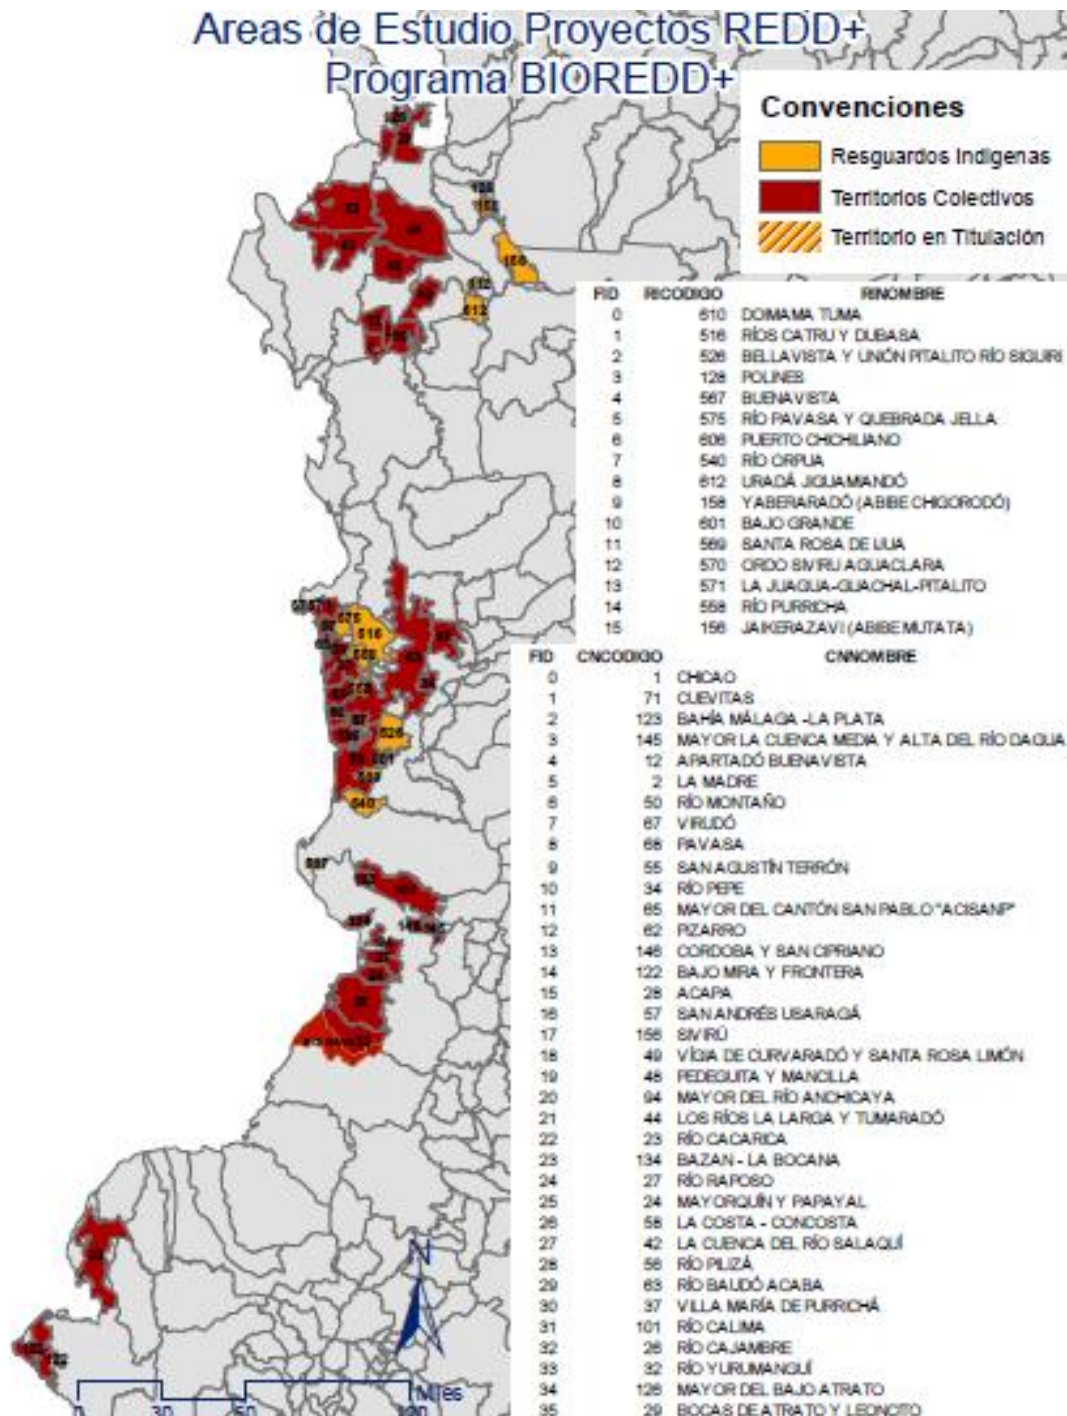 Areas de Estudio Proyectos REDD+
Programa BIOREDD+
Convenciones
Resguardos Indigenas
Territorios Colectivos
Territorio en Titulación
FID RICODIGO RINOMBRE
0 610 DOIMAMA TUMA
1 516 RÍOS CATRU Y DUBASA
2 526 BELLAVISTA Y UNIÓN PITALITO RÍO SIGUIRI
3 128 POLINES
4 567 BUENAVISTA
5 575 RÍO PAVASA Y QUEBRADA JELLA
6 606 PUERTO CHICHILIANO
7 540 RÍO ORPUA
8 612 URADÁ JIGUAMIANDÓ
9 158 YABERARADÓ (ABIBE CHIGORODÓ)
10 601 BAJO GRANDE
11 569 SANTA ROSA DE IJUA
12 570 ORDO SIVIRU AGUACLARA
13 571 LA JUAGUA-GUACHAL-PITALITO
14 558 RÍO PURRICHA
15 156 JAIKERAZAVI (ABIBE MUTATA)
FID CNCODIGO CNNOMBRE
0 1 CHICAO
1 71 CUEVITAS
2 123 BAHÍA MÁLAGA -LA PLATA
3 145 MAYOR LA CUENCA MEDIA Y ALTA DEL RÍO DAGUA
4 12 APARTADÓ BUENAVISTA
5 2 LA MADRE
6 50 RÍO MONTAÑO
7 67 VIRUDÓ
8 68 PAVASA
9 55 SAN AGUSTÍN TERRÓN
10 34 RÍO PEPE
11 65 MAYOR DEL CANTÓN SAN PABLO "ACISANP"
12 62 PIZARRO
13 146 CORDOBA Y SAN CIPRIANO
14 122 BAJO MIRA Y FRONTERA
15 28 ACAPA
16 57 SAN ANDRÉS USARAGÁ
17 156 SIVIRÚ
18 49 VÍGIA DE CURVARADÓ Y SANTA ROSA LIMÓN
19 48 PEDEGUITA Y MANCILLA
20 94 MAYOR DEL RÍO ANCHICAYA
21 44 LOS RÍOS LA LARGA Y TUMARADÓ
22 23 RÍO CACARICA
23 134 BAZAN - LA BOCANA
24 27 RÍO RAPOSO
25 24 MAYORQUÍN Y PAPAYAL
26 58 LA COSTA - CONCOSTA
27 42 LA CUENCA DEL RÍO SALAQUÍ
28 56 RÍO PILIZÁ
29 63 RÍO BAUDÓ ACABA
30 37 VILLA MARÍA DE PURRICHÁ
31 101 RÍO CALIMA
32 26 RÍO CAJAMBRE
33 32 RÍO YURUMANGUÍ
34 126 MAYOR DEL BAJO ATRATO
35 29 BOCAS DE ATRATO Y LEONCITO
156
612
575
516
526
540
N
Miles
0 30